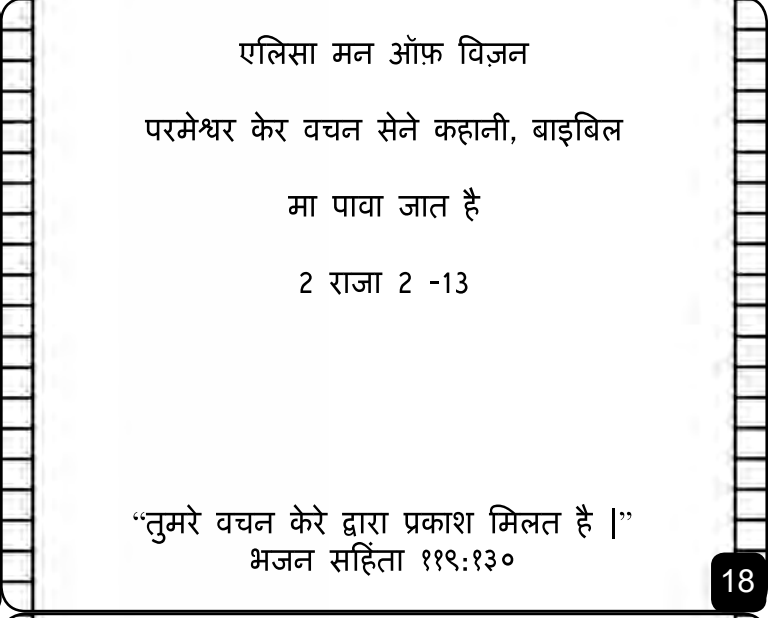 एलिसा मन ऑफ़ विज़न
परमेश्वर केर वचन सेने कहानी, बाइबिल
मा पावा जात है
2 राजा 2 -13
“तुमरे वचन केरे द्वारा प्रकाश मिलत है |”
भजन सहिंता ११९:१३०
18